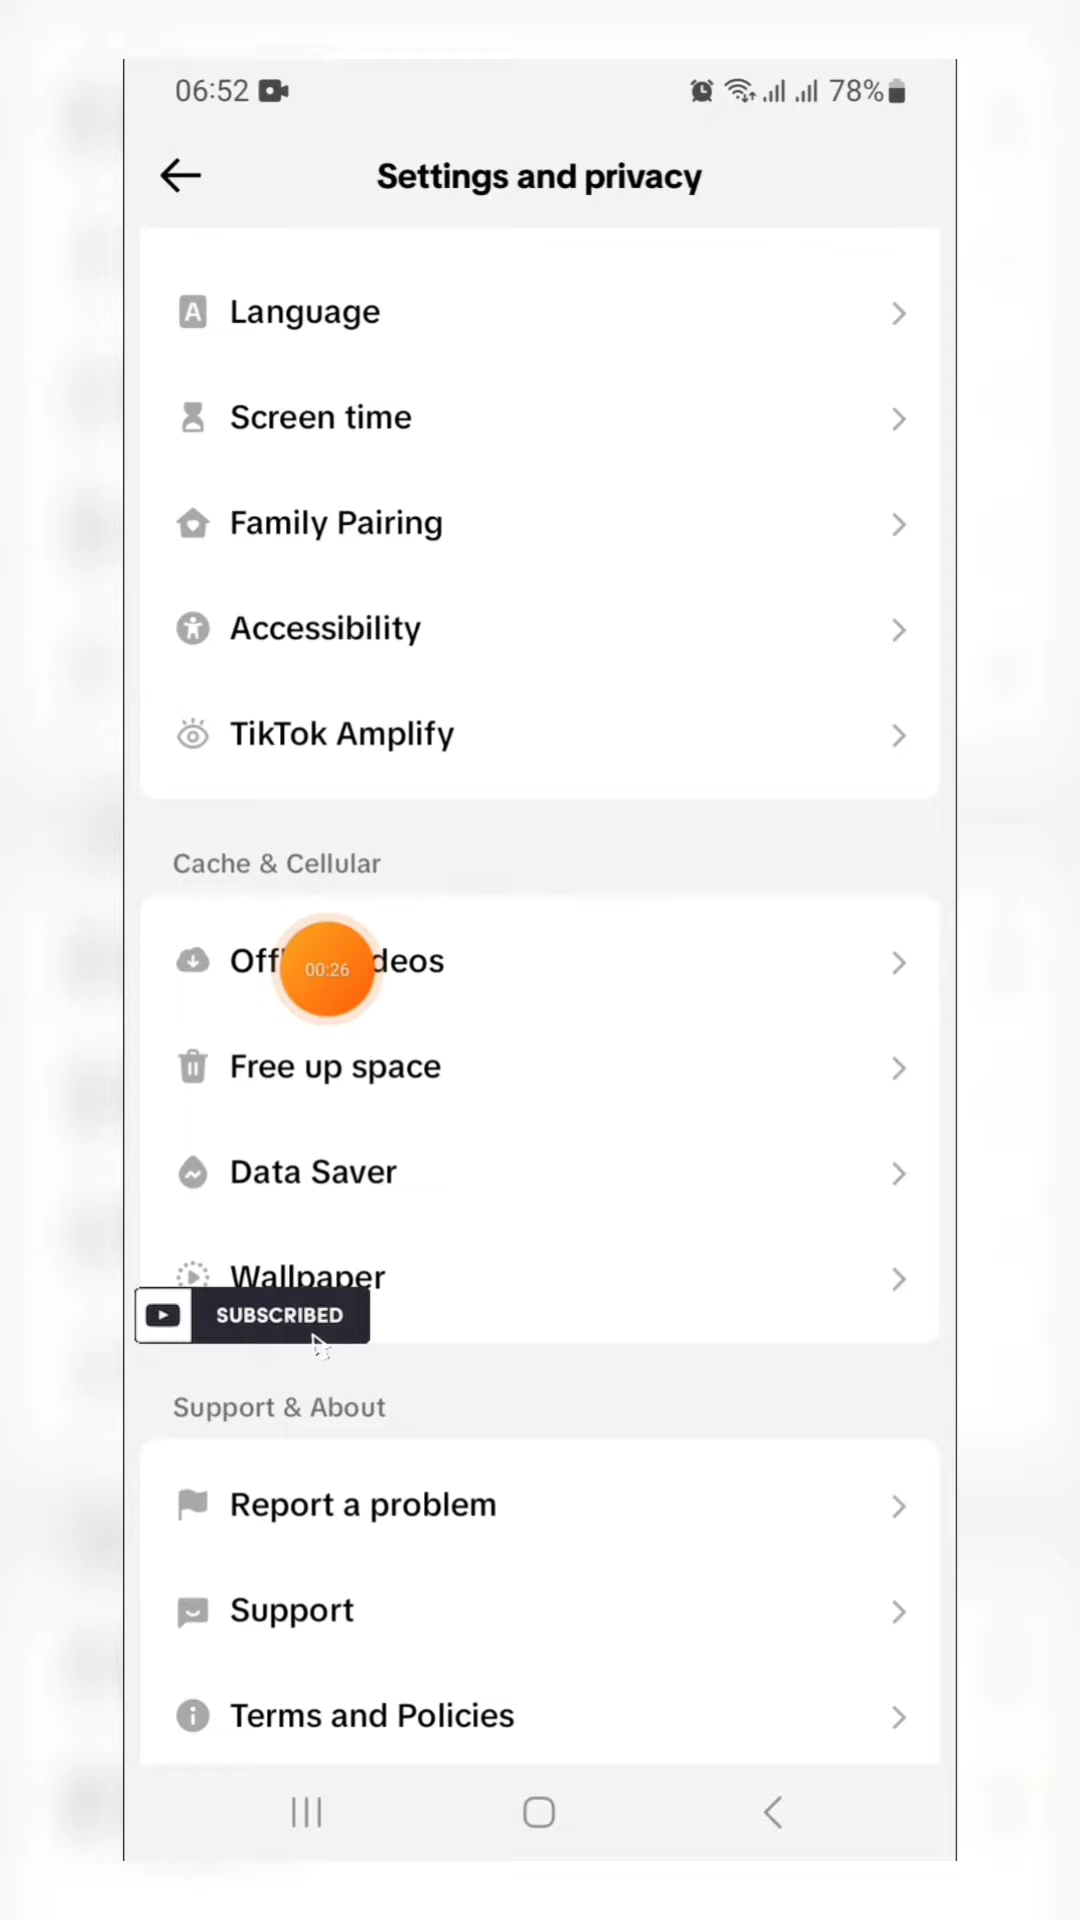 06:52 78%
Settings and privacy
A Language
Screen time
Family Pairing
Accessibility
TikTok Amplify
Cache & Cellular
Off deos
00:26
Free up space
Data Saver
Wallpaper
SUBSCRIBED
Support & About
Report a problem
Support
Terms and Policies